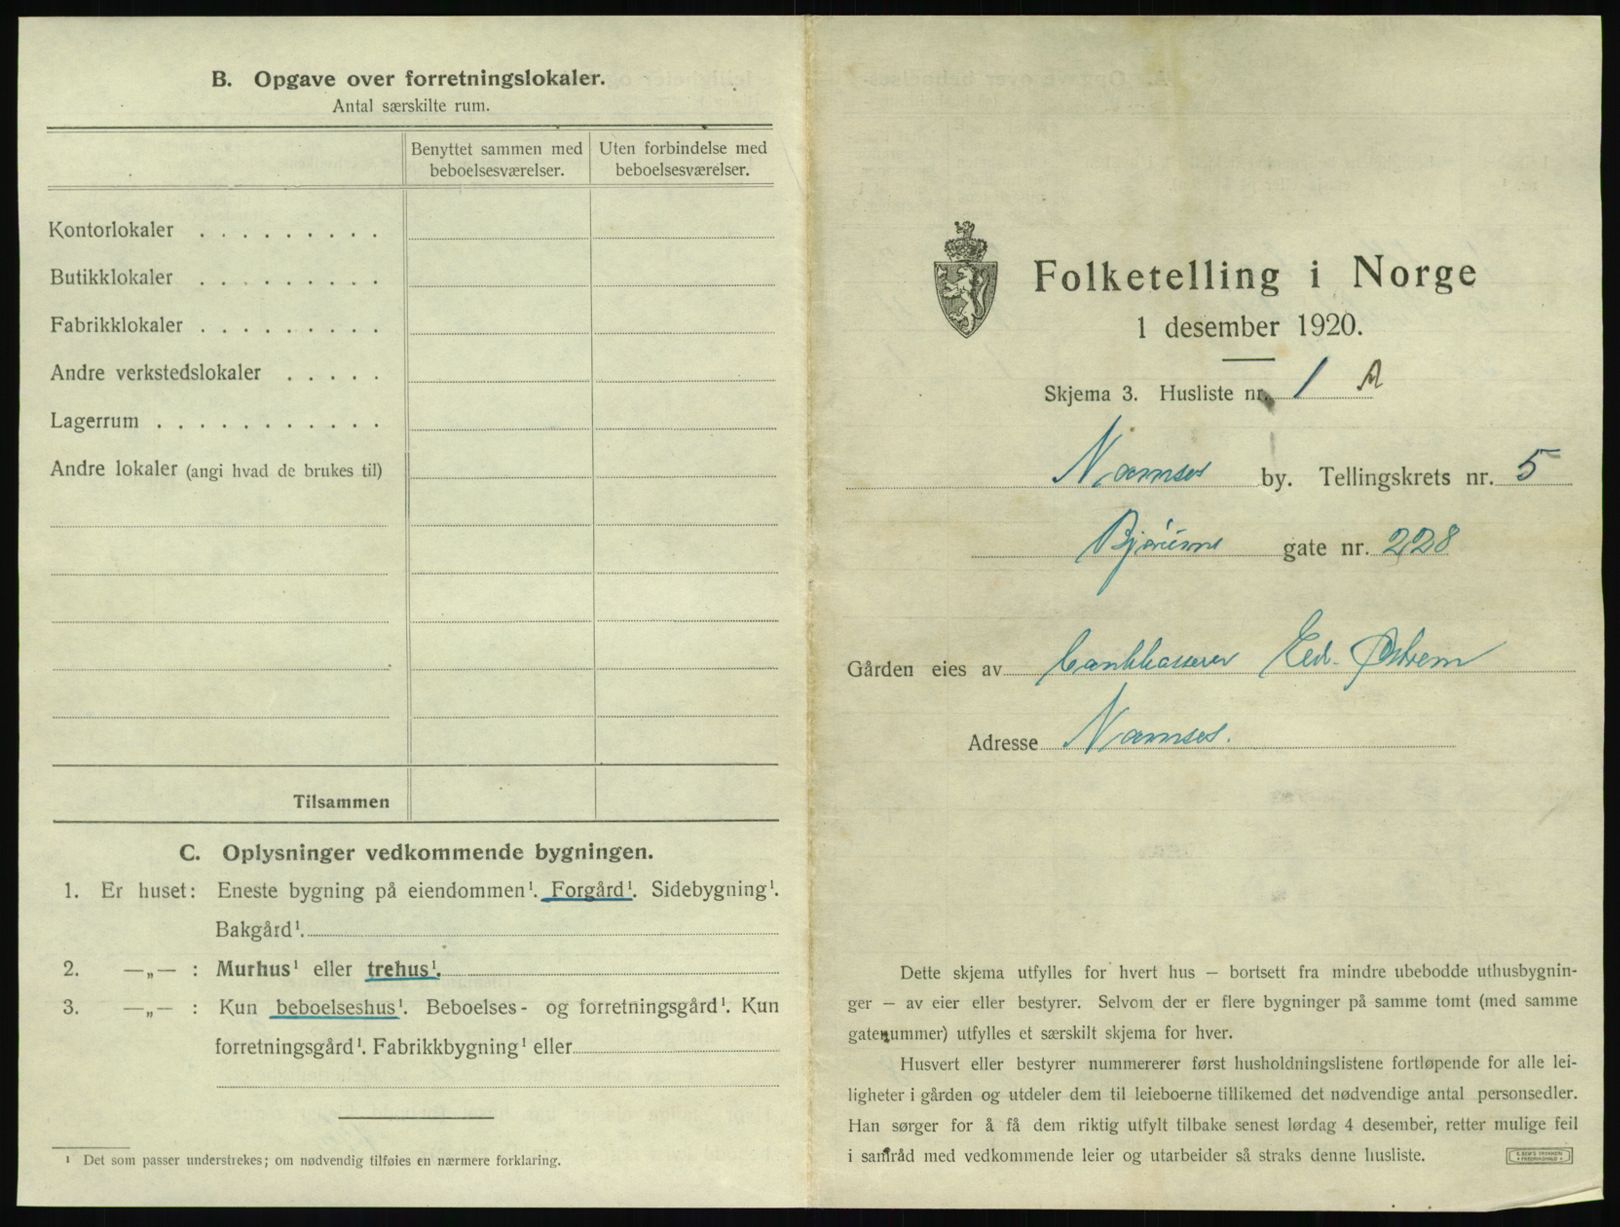 B. Opgave over forretningslokaler.
Antal særskilte rum.
Benyttet sammen med beboelsesværelser.
Uten forbindelse med beboelsesværelser.
Kontorlokaler . . . . . . . . .
Butikklokaler . . . . . . . . .
Fabrikklokaler . . . . . . . . .
Andre verkstedslokaler . . . . .
Lagerrum . . . . . . . . . . .
Andre lokaler (angi hvad de brukes til)
Tilsammen
C. Oplysninger vedkommende bygningen.
1. Er huset: Eneste bygning på eiendommen¹. Forgård¹. Sidebygning¹.
Bakgård¹.
2. —„— : Murhus¹ eller trehus¹.
3. —„— : Kun beboelseshus¹. Beboelses- og forretningsgård¹. Kun
forretningsgård¹. Fabrikkbygning¹ eller
¹ Det som passer understrekes; om nødvendig tilføies en nærmere forklaring.
Folketelling i Norge
1 desember 1920.
Skjema 3. Husliste nr. 1 A
Namsos by. Tellingskrets nr. 5
gate nr. 228
Gården eies av Bankkasserer Edv. Østrem
Adresse Namsos.
Dette skjema utfylles for hvert hus — bortsett fra mindre ubebodde uthusbygnin-
ger — av eier eller bestyrer. Selvom der er flere bygninger på samme tomt (med samme
gatenummer) utfylles et særskilt skjema for hver.
Husvert eller bestyrer nummererer først husholdningslistene fortløpende for alle lei-
ligheter i gården og utdeler dem til leieboerne tillikemed det nødvendige antal personsedler.
Han sørger for å få dem riktig utfylt tilbake senest lørdag 4 desember, retter mulige feil
i samråd med vedkommende leier og utarbeider så straks denne husliste.